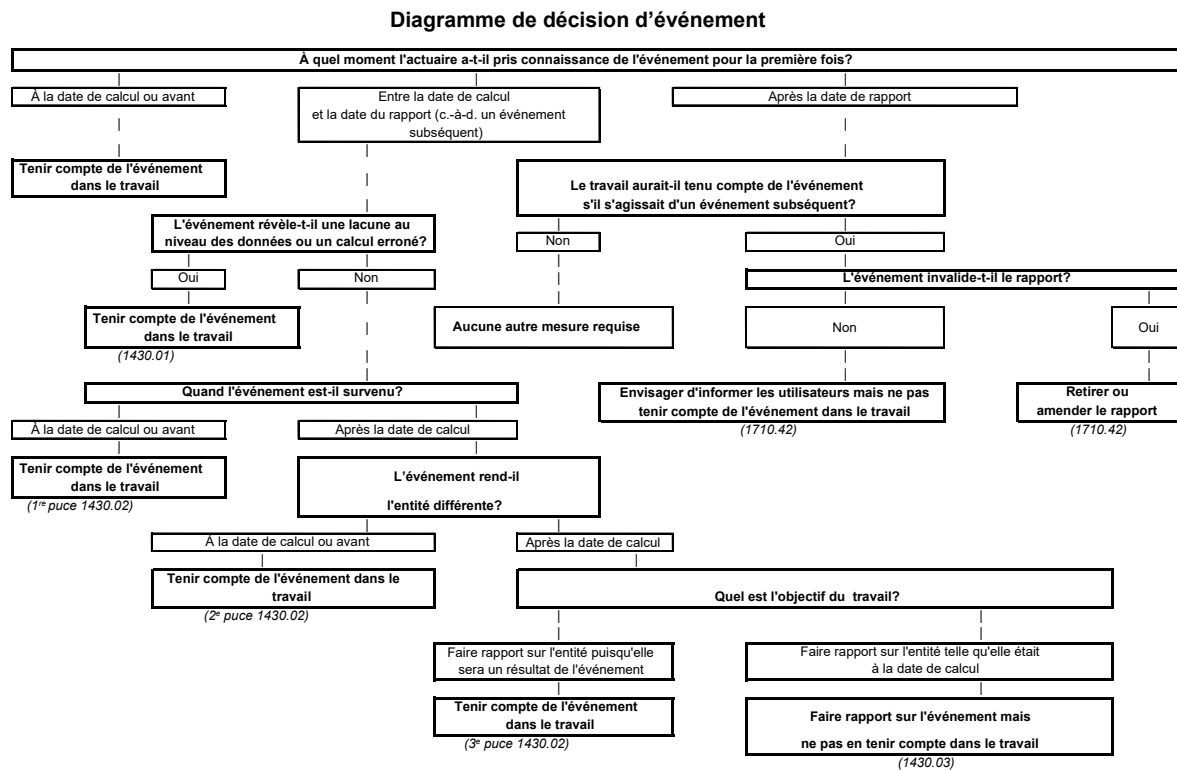 Diagramme de décision d’événement
À quel moment l'actuaire a-t-il pris connaissance de l'événement pour la première fois?
À la date de calcul ou avant
Entre la date de calcul
et la date du rapport (c.-à-d. un événement
subséquent)
Après la date de rapport
Tenir compte de l'événement
dans le travail
Le travail aurait-il tenu compte de l'événement
s'il s'agissait d'un événement subséquent?
L'événement révèle-t-il une lacune au
niveau des données ou un calcul erroné?
Non
Oui
Oui
Non
L'événement invalide-t-il le rapport?
Tenir compte de l'événement
dans le travail
(1430.01)
Aucune autre mesure requise
Non
Oui
Quand l'événement est-il survenu?
Envisager d'informer les utilisateurs mais ne pas
tenir compte de l'événement dans le travail
(1710.42)
Retirer ou
amender le rapport
(1710.42)
À la date de calcul ou avant
Après la date de calcul
Tenir compte de l'événement
dans le travail
(1re puce 1430.02)
L’événement rend-il
l'entité différente?
À la date de calcul ou avant
Après la date de calcul
Tenir compte de l'événement dans le
travail
(2e puce 1430.02)
Quel est l'objectif du travail?
Faire rapport sur l'entité puisqu'elle
sera un résultat de l'événement
Faire rapport sur l'entité telle qu'elle était
à la date de calcul
Tenir compte de l'événement
dans le travail
(3e puce 1430.02)
Faire rapport sur l'événement mais
ne pas en tenir compte dans le travail
(1430.03)